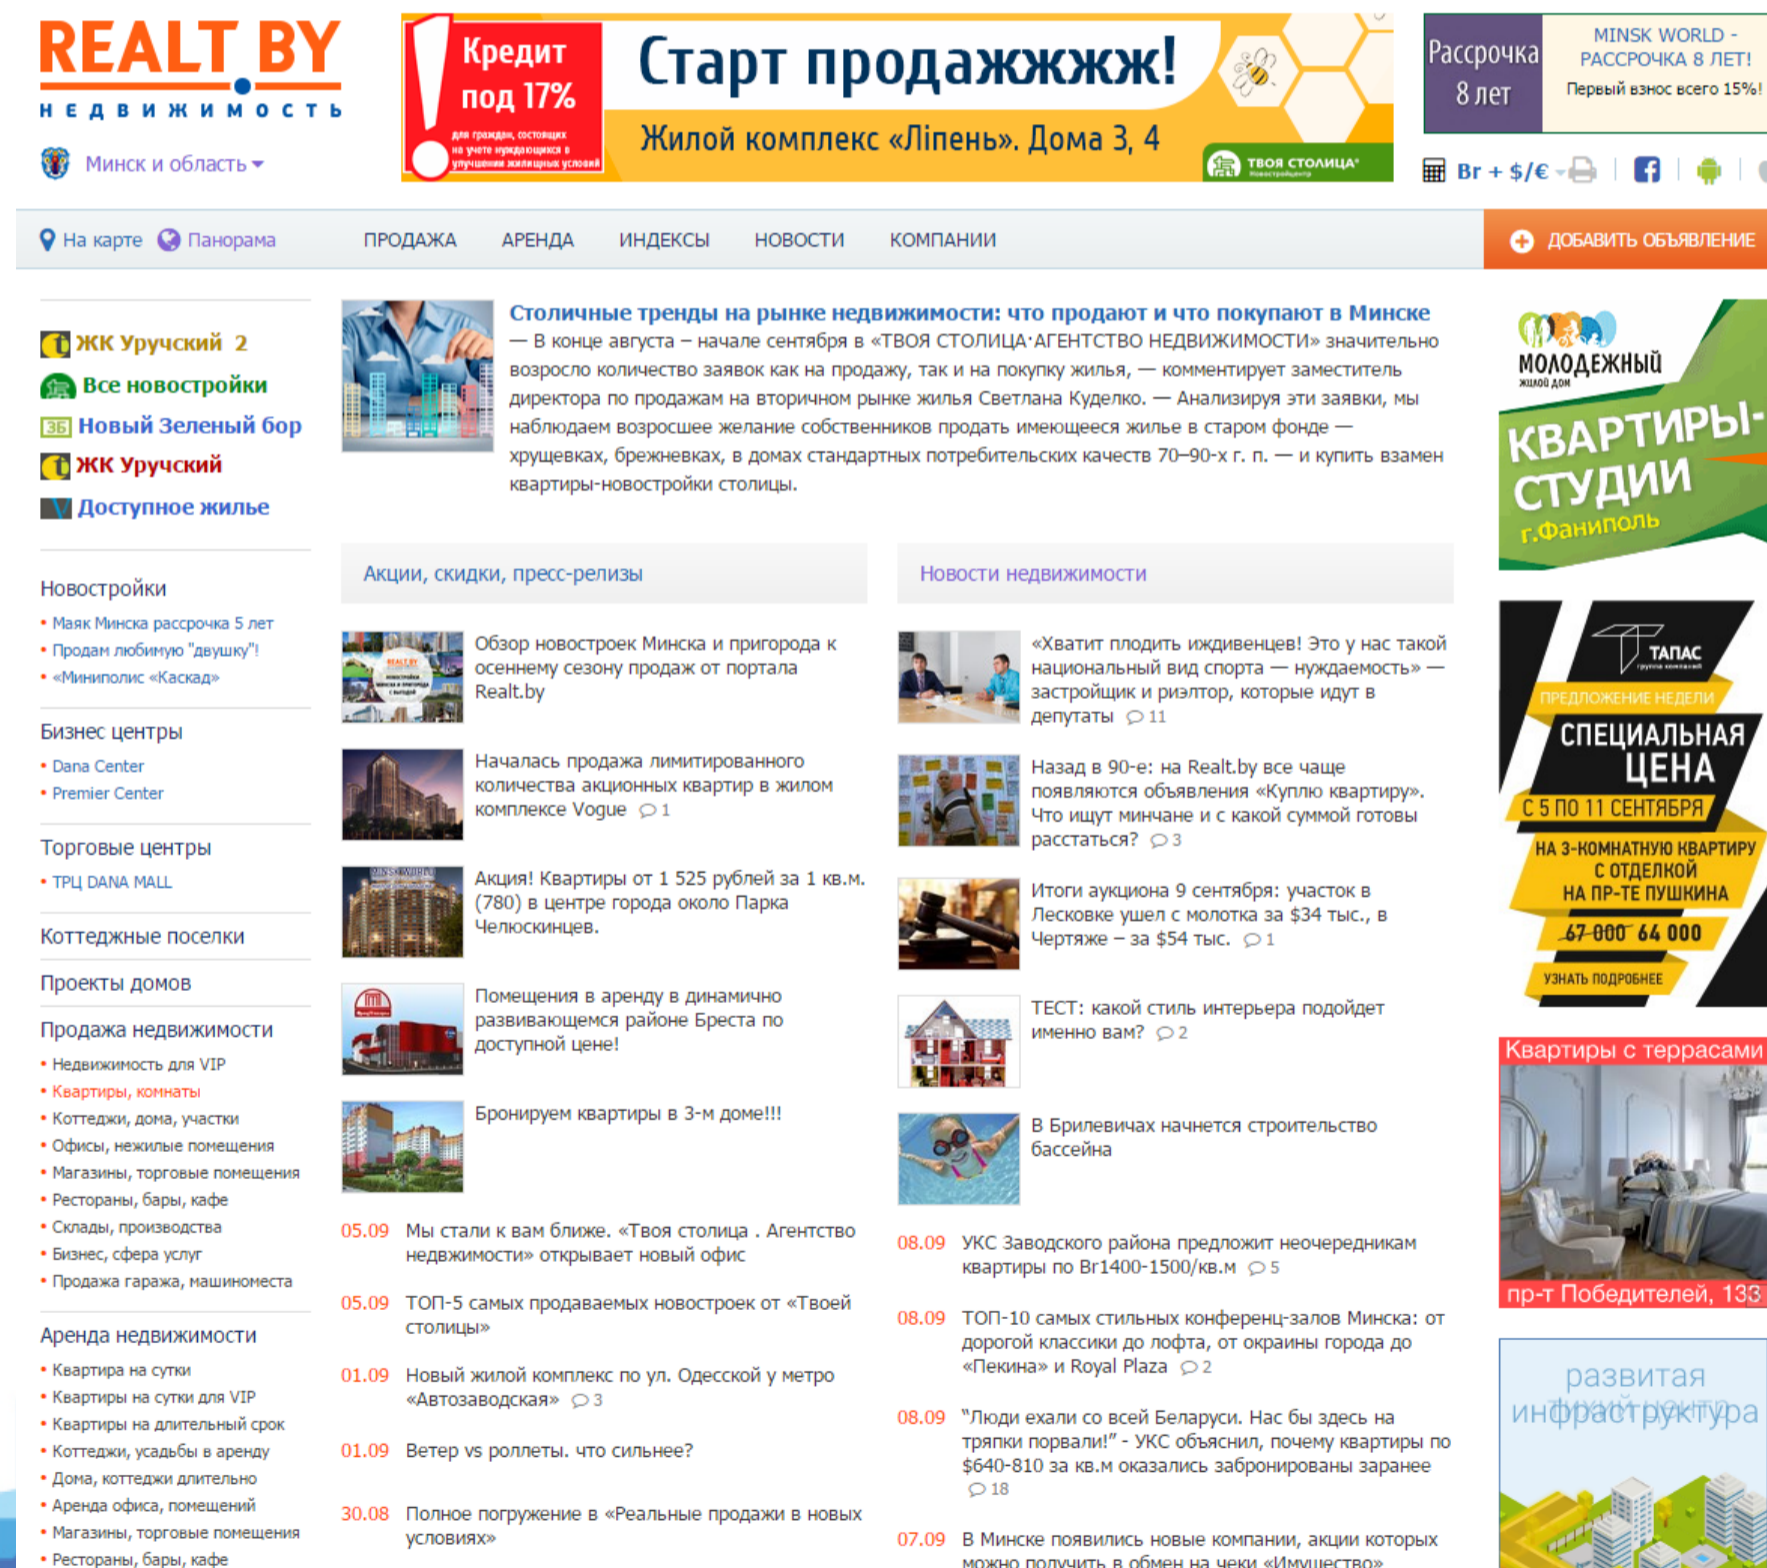 REALT.BY
НЕДВИЖИМОСТЬ
Минск и область
Кредит
под 17%
для граждан, состоящих
на учете нуждающихся в
улучшении жилищных условий
Старт продажжжж!
Жилой комплекс «Ліпень». Дома 3, 4
ТВОЯ СТОЛИЦА
Новостройцентр
Рассрочка
8 лет
MINSK WORLD -
РАССРОЧКА 8 ЛЕТ!
Первый взнос всего 15%!
Br + $/€
На карте
Панорама
ПРОДАЖА
АРЕНДА
ИНДЕКСЫ
НОВОСТИ
КОМПАНИИ
ДОБАВИТЬ ОБЪЯВЛЕНИЕ
ЖК Уручский 2
Все новостройки
ЗБ Новый Зеленый бор
ЖК Уручский
Доступное жилье
Новостройки
• Маяк Минска рассрочка 5 лет
• Продам любимую "двушку"!
• «Миниполис «Каскад»
Бизнес центры
• Dana Center
• Premier Center
Торговые центры
• ТРЦ DANA MALL
Коттеджные поселки
Проекты домов
Продажа недвижимости
• Недвижимость для VIP
• Квартиры, комнаты
• Коттеджи, дома, участки
• Офисы, нежилые помещения
• Магазины, торговые помещения
• Рестораны, бары, кафе
• Склады, производства
• Бизнес, сфера услуг
• Продажа гаража, машиноместа
Аренда недвижимости
• Квартира на сутки
• Квартиры на сутки для VIP
• Квартиры на длительный срок
• Коттеджи, усадьбы в аренду
• Дома, коттеджи длительно
• Аренда офиса, помещений
• Магазины, торговые помещения
• Рестораны, бары, кафе
Столичные тренды на рынке недвижимости: что продают и что покупают в Минске
— В конце августа – начале сентября в «ТВОЯ СТОЛИЦА·АГЕНТСТВО НЕДВИЖИМОСТИ» значительно
возросло количество заявок как на продажу, так и на покупку жилья, — комментирует заместитель
директора по продажам на вторичном рынке жилья Светлана Куделко. — Анализируя эти заявки, мы
наблюдаем возросшее желание собственников продать имеющееся жилье в старом фонде —
хрущевках, брежневках, в домах стандартных потребительских качеств 70–90-х г. п. — и купить взамен
квартиры-новостройки столицы.
Акции, скидки, пресс-релизы
Обзор новостроек Минска и пригорода к
осеннему сезону продаж от портала
Realt.by
Началась продажа лимитированного
количества акционных квартир в жилом
комплексе Vogue 1
Акция! Квартиры от 1 525 рублей за 1 кв.м.
(780) в центре города около Парка
Челюскинцев.
Помещения в аренду в динамично
развивающемся районе Бреста по
доступной цене!
Бронируем квартиры в 3-м доме!!!
05.09 Мы стали к вам ближе. «Твоя столица . Агентство
недвжимости» открывает новый офис
05.09 ТОП-5 самых продаваемых новостроек от «Твоей
столицы»
01.09 Новый жилой комплекс по ул. Одесской у метро
«Автозаводская» 3
01.09 Ветер vs роллеты. что сильнее?
30.08 Полное погружение в «Реальные продажи в новых
условиях»
Новости недвижимости
«Хватит плодить иждивенцев! Это у нас такой
национальный вид спорта — нуждаемость» —
застройщик и риэлтор, которые идут в
депутаты 11
Назад в 90-е: на Realt.by все чаще
появляются объявления «Куплю квартиру».
Что ищут минчане и с какой суммой готовы
расстаться? 3
Итоги аукциона 9 сентября: участок в
Лесковке ушел с молотка за $34 тыс., в
Чертяже – за $54 тыс. 1
ТЕСТ: какой стиль интерьера подойдет
именно вам? 2
В Брилевичах начнется строительство
бассейна
08.09 УКС Заводского района предложит неочередникам
квартиры по Br1400-1500/кв.м 5
08.09 ТОП-10 самых стильных конференц-залов Минска: от
дорогой классики до лофта, от окраины города до
«Пекина» и Royal Plaza 2
08.09 “Люди ехали со всей Беларуси. Нас бы здесь на
тряпки порвали!” - УКС объяснил, почему квартиры по
$640-810 за кв.м оказались забронированы заранее
18
07.09 В Минске появились новые компании, акции которых
можно получить в обмен на чеки «Имущество»
МОЛОДЕЖНЫЙ
ЖИЛОЙ ДОМ
КВАРТИРЫ-
СТУДИИ
г.Фаниполь
ТАПАС
группа компаний
ПРЕДЛОЖЕНИЕ НЕДЕЛИ
СПЕЦИАЛЬНАЯ
ЦЕНА
С 5 ПО 11 СЕНТЯБРЯ
НА 3-КОМНАТНУЮ КВАРТИРУ
С ОТДЕЛКОЙ
НА ПР-ТЕ ПУШКИНА
67 000 64 000
УЗНАТЬ ПОДРОБНЕЕ
Квартиры с террасами
пр-т Победителей, 133
развитая
инфраструктура